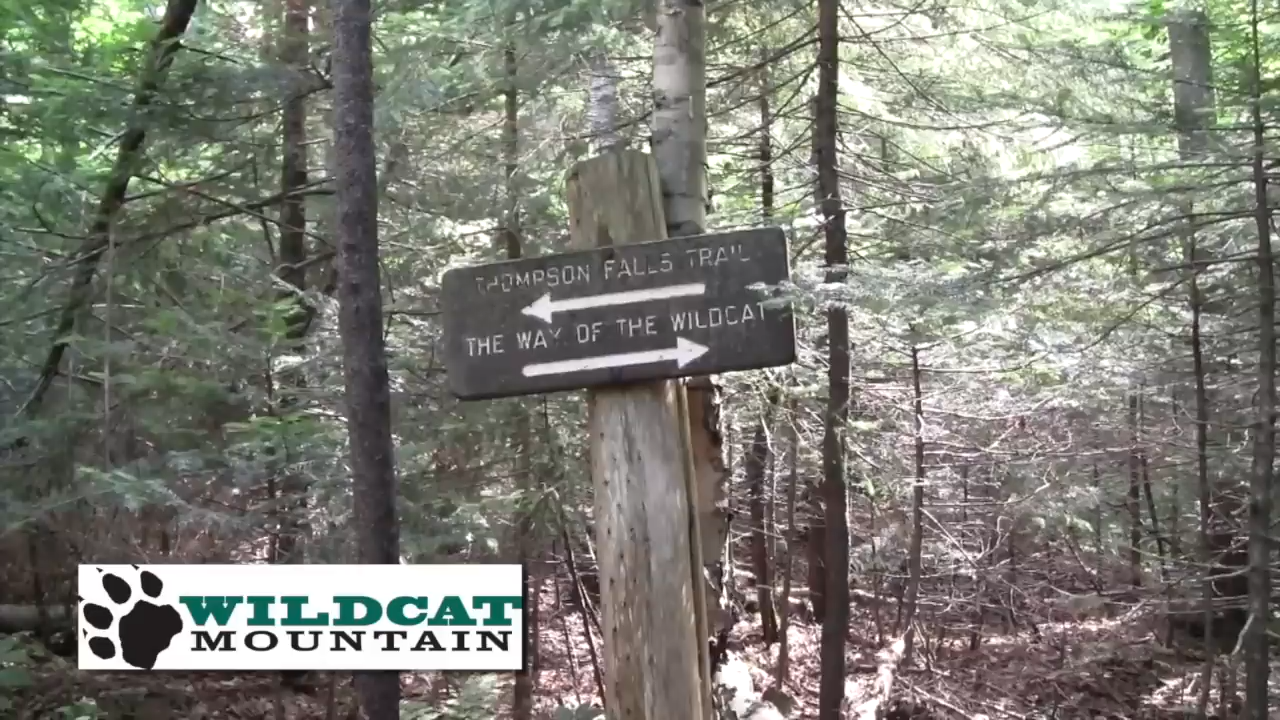 THOMPSON FALLS TRAIL
THE WAY OF THE WILDCAT
WILDCAT
MOUNTAIN